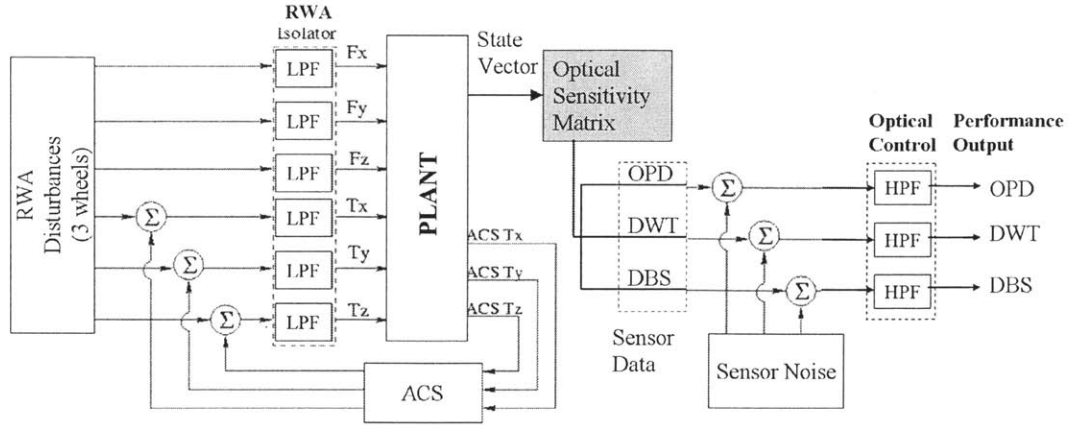 RWA
Isolator
RWA
Disturbances
(3 wheels)
LPF
LPF
LPF
LPF
LPF
LPF
Fx
Fy
Fz
Tx
Ty
Tz
Σ
Σ
Σ
PLANT
ACS Tx
ACS Ty
ACS Tz
ACS
State
Vector
Optical
Sensitivity
Matrix
OPD
DWT
DBS
Sensor
Data
Σ
Σ
Σ
Sensor Noise
Optical
Control
HPF
HPF
HPF
Performance
Output
OPD
DWT
DBS